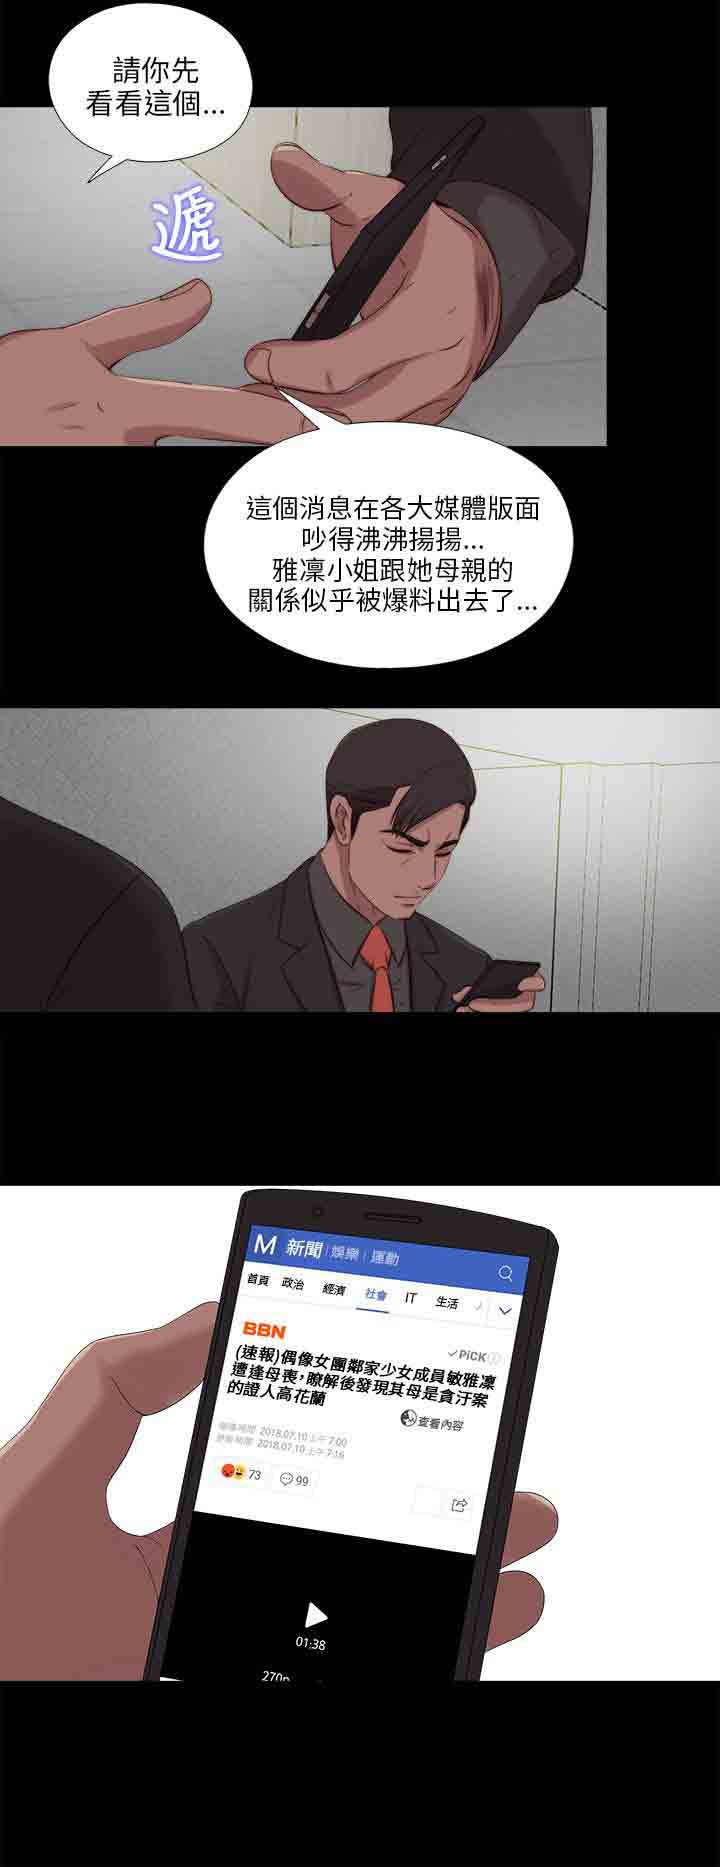 請你先
看看這個...
遞
這個消息在各大媒體版面
吵得沸沸揚揚...
雅凜小姐跟她母親的
關係似乎被爆料出去了...
M 新聞 | 娛樂 | 運動
首頁 政治 經濟 社會 IT 生活
BBN
✓PiCK
(速報)偶像女團鄰家少女成員敏雅凜
遭逢母喪，瞭解後發現其母是貪汙案
的證人高花蘭
查看內容
2018.07.10 上午 7:00
2018.07.10 上午 7:16
73 99
01:38
270p